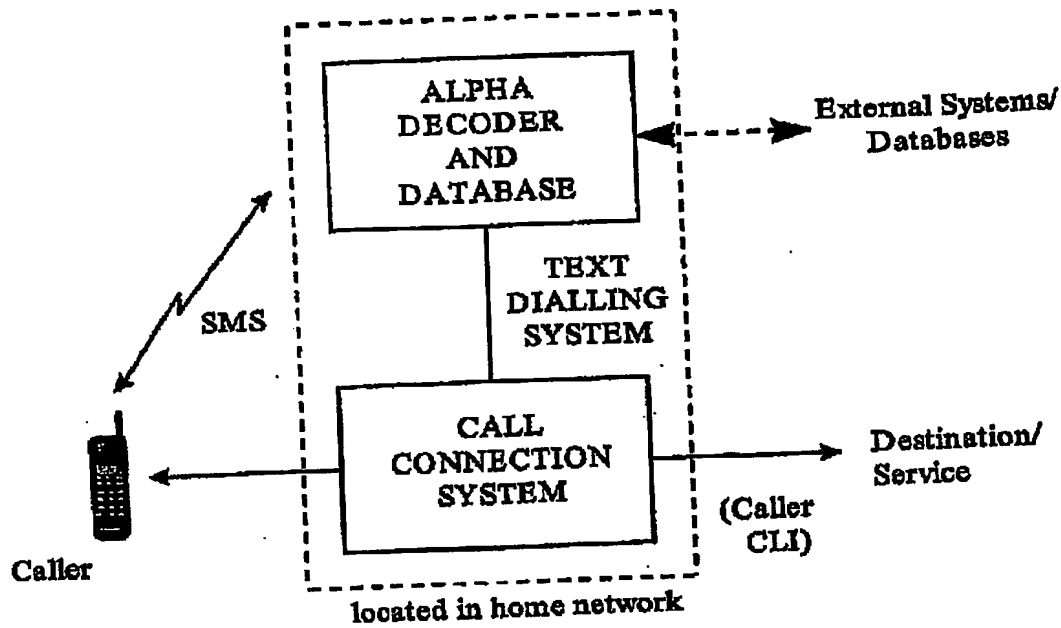 ALPHA
DECODER
AND
DATABASE
External Systems/
Databases
TEXT
DIALLING
SYSTEM
SMS
CALL
CONNECTION
SYSTEM
Destination/
Service
(Caller
CLI)
Caller
located in home network